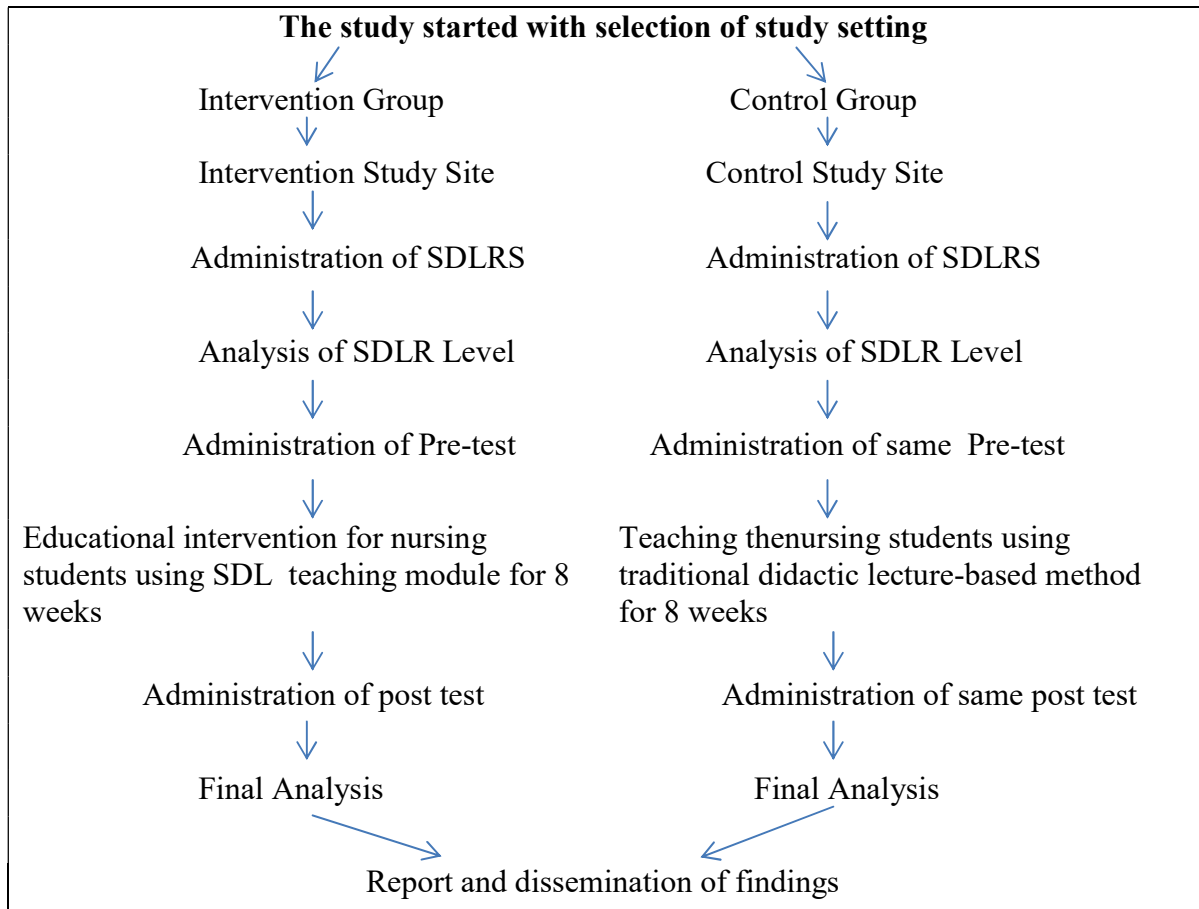 The study started with selection of study setting
Intervention Group
Control Group
Intervention Study Site
Control Study Site
Administration of SDLRS
Administration of SDLRS
Analysis of SDLR Level
Analysis of SDLR Level
Administration of Pre-test
Administration of same Pre-test
Educational intervention for nursing
students using SDL teaching module for 8
weeks
Teaching thenursing students using
traditional didactic lecture-based method
for 8 weeks
Administration of post test
Administration of same post test
Final Analysis
Final Analysis
Report and dissemination of findings